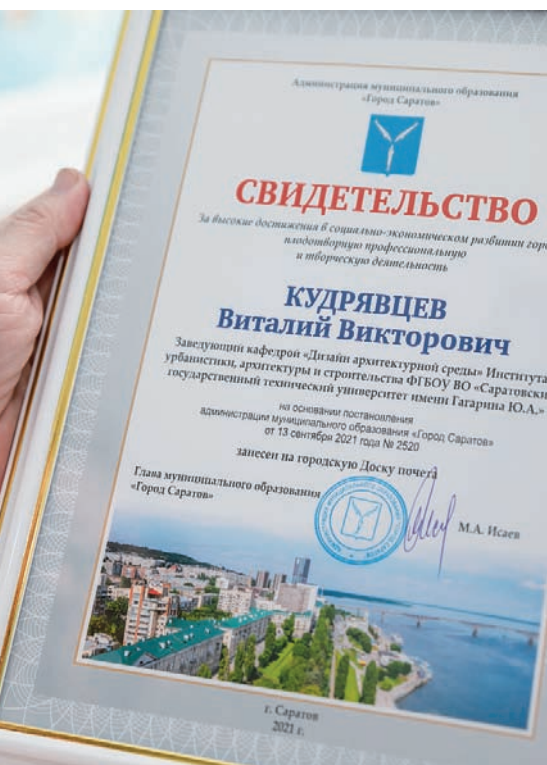 Администрация муниципального образования
«Город Саратов»
СВИДЕТЕЛЬСТВО
За высокие достижения в социально-экономическом развитии горо
плодотворную профессиональную
и творческую деятельность
КУДРЯВЦЕВ
Виталий Викторович
Заведующий кафедрой «Дизайн архитектурной среды» Института
урбанистики, архитектуры и строительства ФГБОУ ВО «Саратовски
государственный технический университет имени Гагарина Ю.А.»
на основании постановления
администрации муниципального образования «Город Саратов»
от 13 сентября 2021 года № 2520
занесен на городскую Доску почета
Глава муниципального образования
«Город Саратов»
М.А. Исаев
г. Саратов
2021 г.